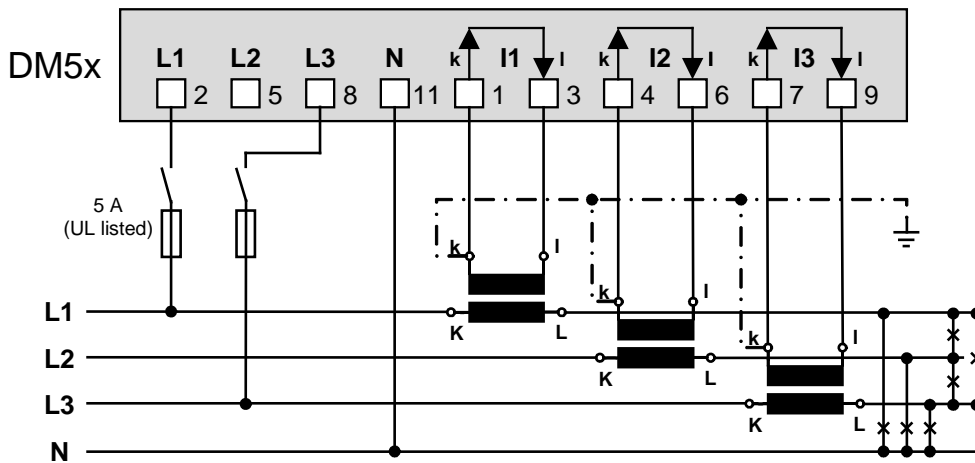 DM5x
L1 L2 L3 N k I1 l k I2 l k I3 l
2 5 8 11 1 3 4 6 7 9
5 A
(UL listed)
k l
k l
k l
L1 K L
L2 K L
L3 K L
N